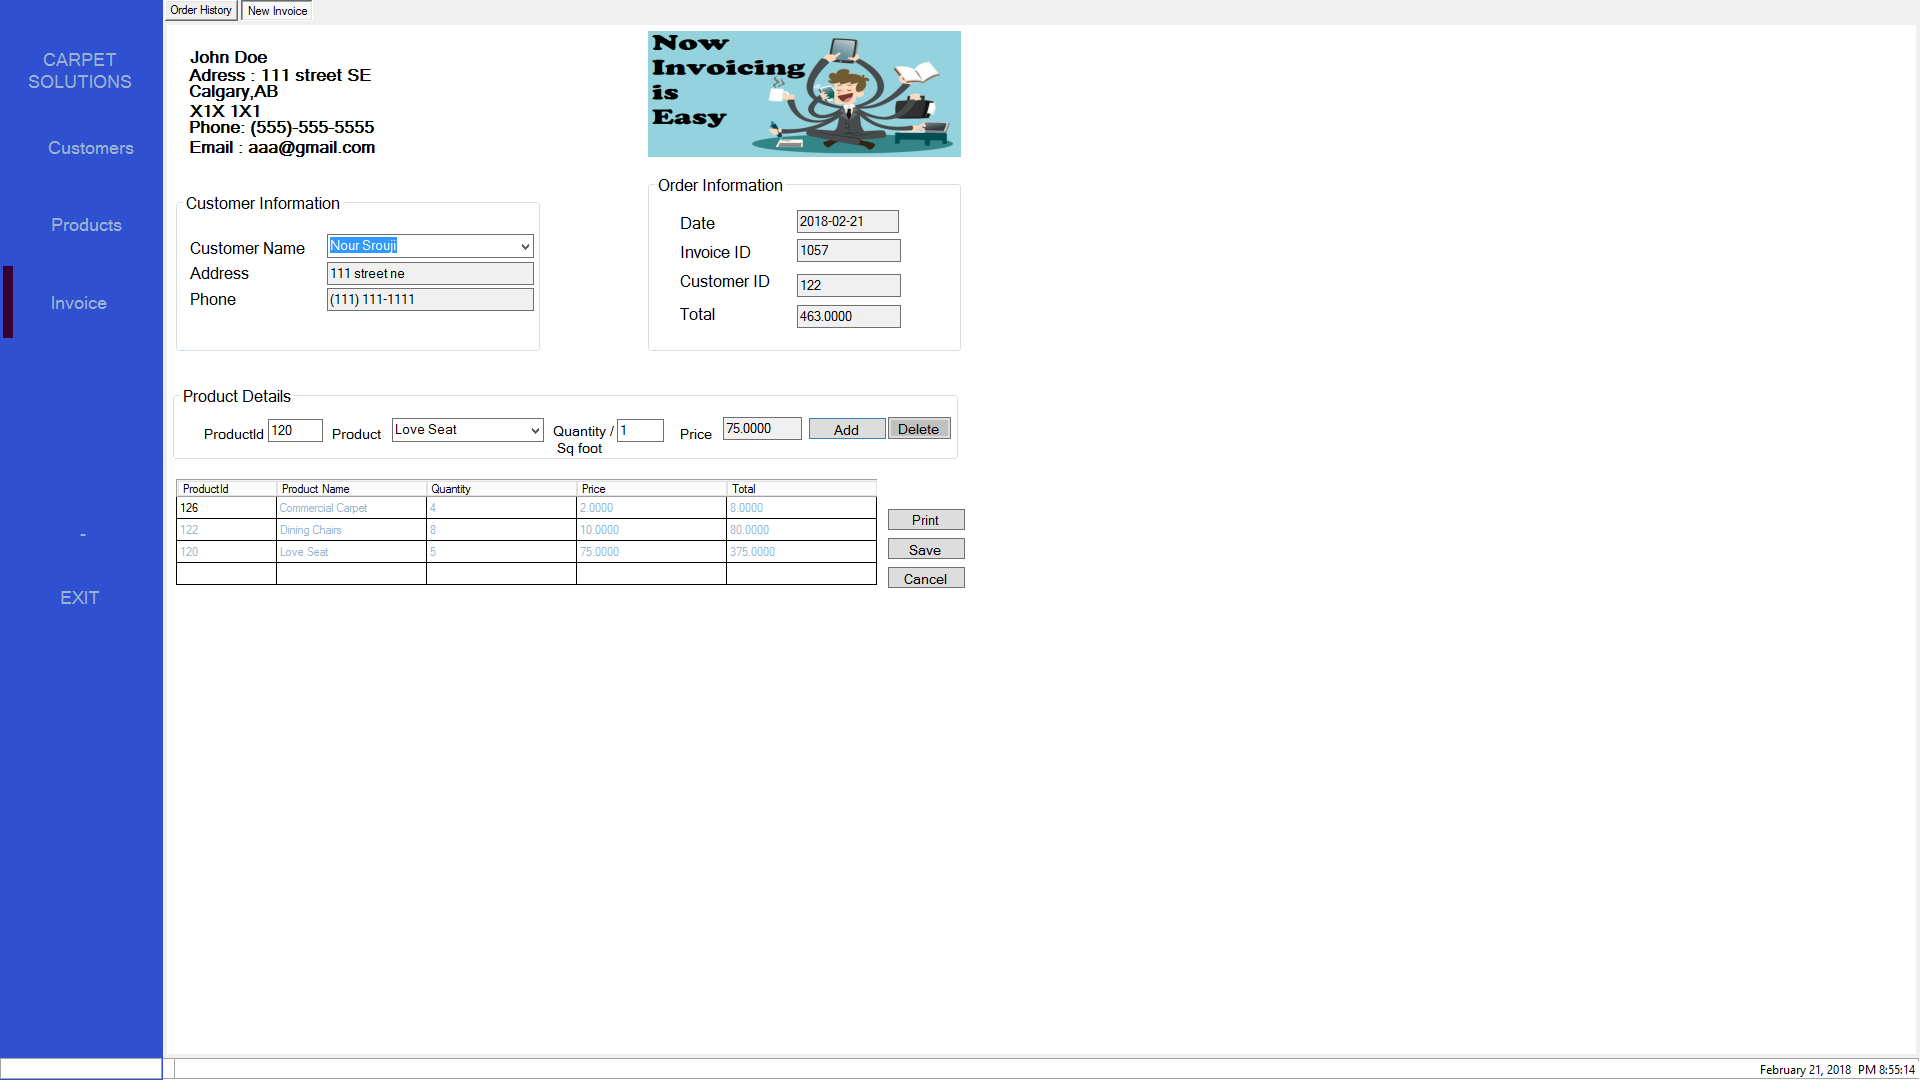 Order History New Invoice
CARPET
SOLUTIONS
Customers
Products
Invoice
-
EXIT
John Doe
Adress : 111 street SE
Calgary,AB
X1X 1X1
Phone: (555)-555-5555
Email : aaa@gmail.com
Now
Invoicing
is
Easy
Customer Information
Customer Name Nour Srouji
Address 111 street ne
Phone (111) 111-1111
Order Information
Date 2018-02-21
Invoice ID 1057
Customer ID 122
Total 463.0000
Product Details
ProductId 120 Product Love Seat Quantity / 1 Price 75.0000 Add Delete
Sq foot
ProductId Product Name Quantity Price Total
126 Commercial Carpet 4 2.0000 8.0000
122 Dining Chairs 8 10.0000 80.0000
120 Love Seat 5 75.0000 375.0000
Print
Save
Cancel
February 21, 2018 PM 8:55:14